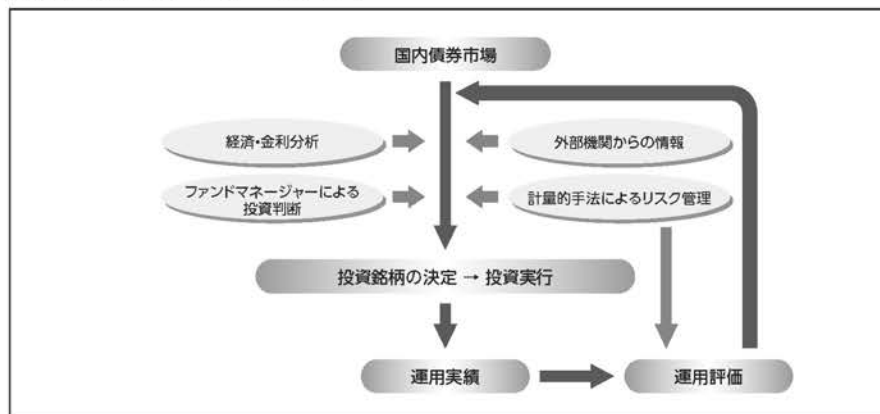 国内債券市場
経済・金利分析
外部機関からの情報
ファンドマネージャーによる
投資判断
計量的手法によるリスク管理
投資銘柄の決定 → 投資実行
運用実績
運用評価